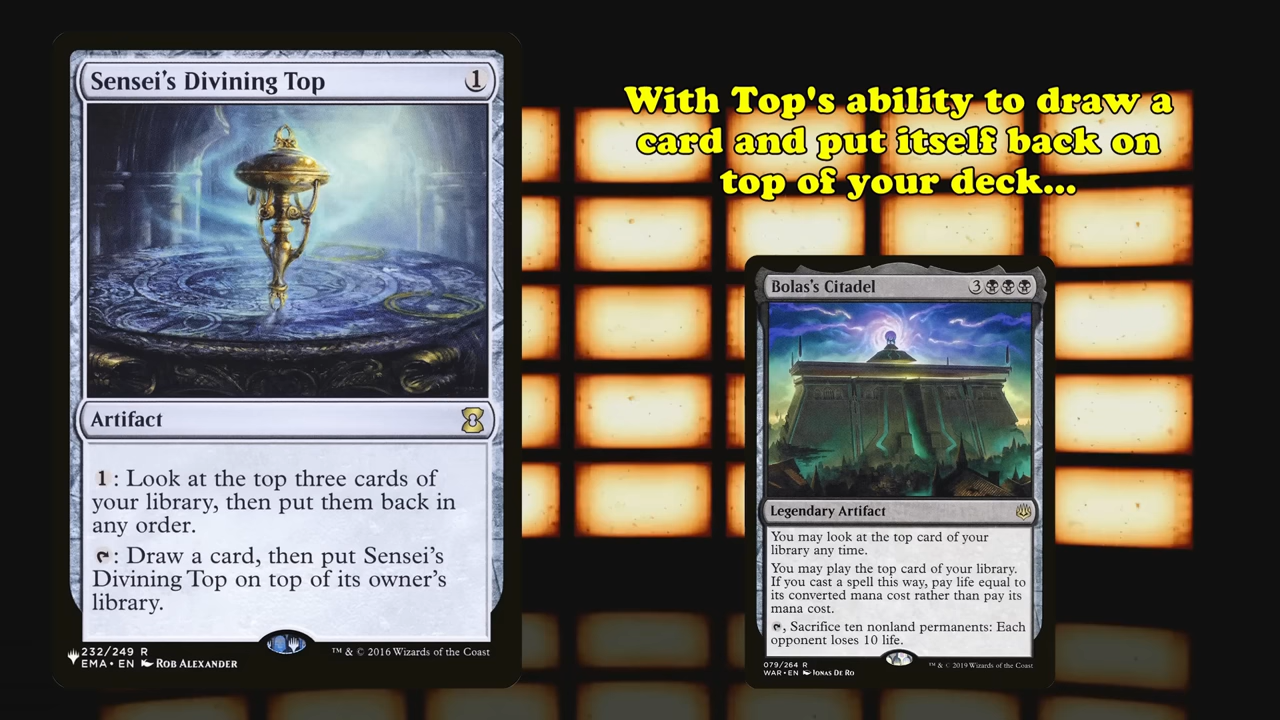 Sensei's Divining Top 1
Artifact
1: Look at the top three cards of
your library, then put them back in
any order.
: Draw a card, then put Sensei's
Divining Top on top of its owner's
library.
232/249 R
EMA • EN Rob Alexander
™ & © 2016 Wizards of the Coast
With Top's ability to draw a
card and put itself back on
top of your deck...
Bolas's Citadel 3
Legendary Artifact
You may look at the top card of your
library any time.
You may play the top card of your library.
If you cast a spell this way, pay life equal to
its converted mana cost rather than pay its
mana cost.
, Sacrifice ten nonland permanents: Each
opponent loses 10 life.
079/264 R
WAR • EN Jonas De Ro
™ & © 2019 Wizards of the Coast